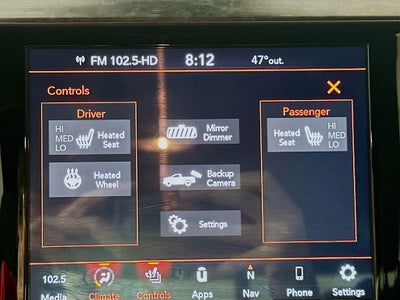 FM 102.5-HD 8:12 47°out.
Controls
Driver
HI
MED
LO
Heated
Seat
Heated
Wheel
Mirror
Dimmer
Backup
Camera
Settings
Passenger
Heated
Seat
HI
MED
LO
102.5
Media
Climate
Controls
Apps
N
Nav
Phone
Settings